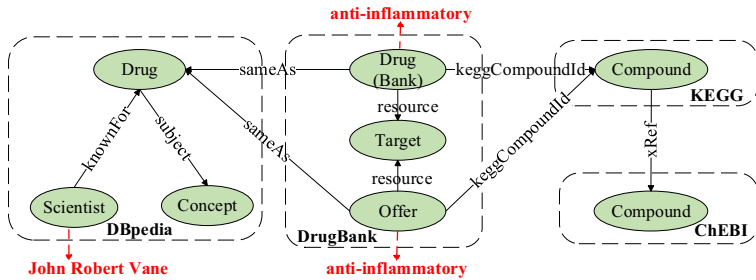 anti-inflammatory
Drug
sameAs
Drug
(Bank)
keggCompoundId
Compound
KEGG
resource
knownFor
subject
sameAs
Target
keggCompoundId
xRef
resource
Scientist
Concept
Offer
Compound
DBpedia
DrugBank
ChEBI
John Robert Vane
anti-inflammatory